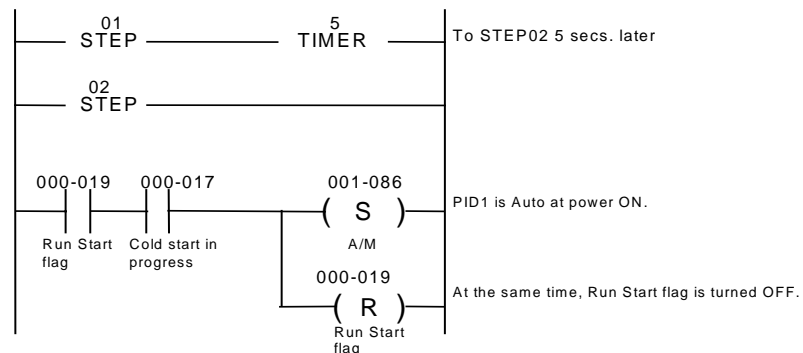 01 5
STEP TIMER To STEP02 5 secs. later
02
STEP
000-019 000-017 001-086
( S ) PID1 is Auto at power ON.
Run Start Cold start in A/M
flag progress
000-019
( R ) At the same time, Run Start flag is turned OFF.
Run Start
flag